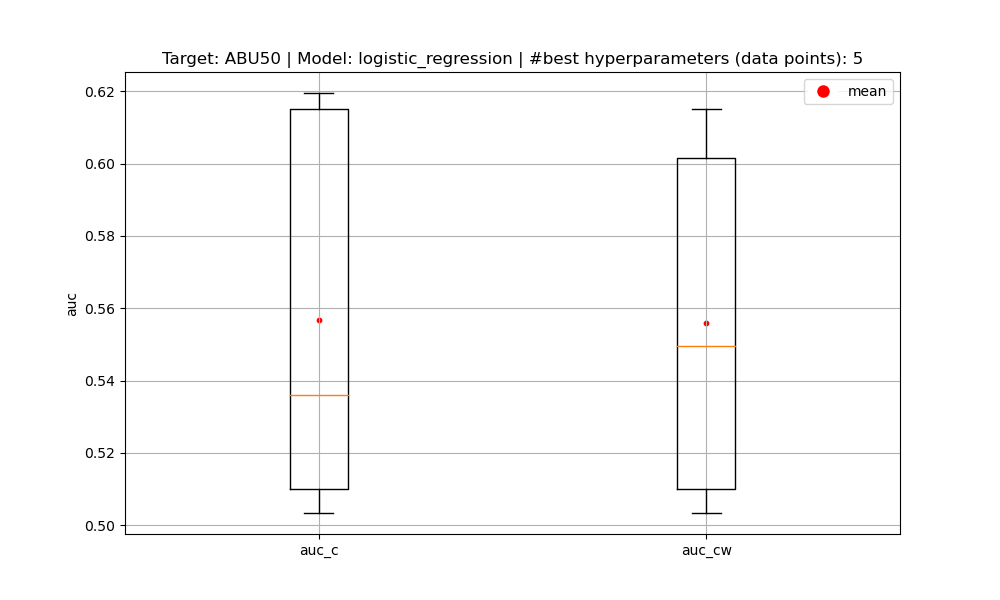 Target: ABU50 | Model: logistic_regression | #best hyperparameters (data points): 5
mean
0.62
0.60
0.58
0.56
0.54
0.52
0.50
auc
auc_c
auc_cw